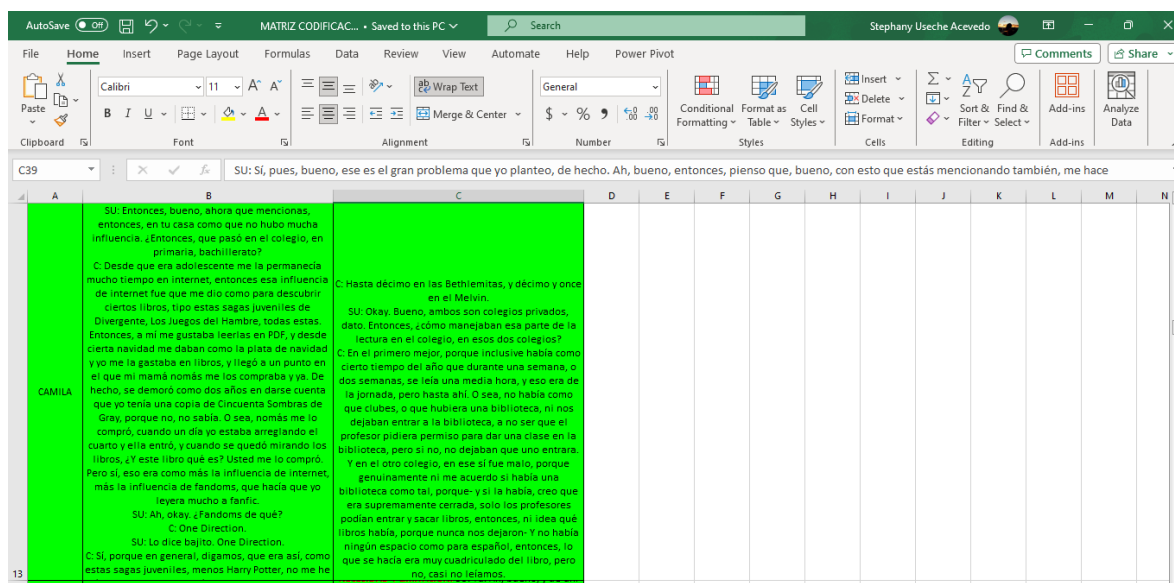 AutoSave Off MATRIZ CODIFICAC... • Saved to this PC Search Stephany Useche Acevedo
File Home Insert Page Layout Formulas Data Review View Automate Help Power Pivot Comments Share
Paste
Calibri 11 A^ A˅
B I U A
ab Wrap Text
Merge & Center
General
$ % 9 .00
Conditional Formatting
Format as Table
Cell Styles
Insert
Delete
Format
Sort & Filter
Find & Select
Add-ins
Analyze Data
Clipboard Font Alignment Number Styles Cells Editing Add-ins
C39 fx SU: Sí, pues, bueno, ese es el gran problema que yo planteo, de hecho. Ah, bueno, entonces, pienso que, bueno, con esto que estás mencionando también, me hace
A B C D E F G H I J K L M N
13
CAMILA
SU: Entonces, bueno, ahora que mencionas,
entonces, en tu casa como que no hubo mucha
influencia. ¿Entonces, que pasó en el colegio, en
primaria, bachillerato?
C: Desde que era adolescente me la permanecía
mucho tiempo en internet, entonces esa influencia
de internet fue que me dio como para descubrir
ciertos libros, tipo estas sagas juveniles de
Divergente, Los Juegos del Hambre, todas estas.
Entonces, a mí me gustaba leerlas en PDF, y desde
cierta navidad me daban como la plata de navidad
y yo me la gastaba en libros, y llegó a un punto en
el que mi mamá nomás me los compraba y ya. De
hecho, se demoró como dos años en darse cuenta
que yo tenía una copia de Cincuenta Sombras de
Gray, porque no, no sabía. O sea, nomás me lo
compró, cuando un día yo estaba arreglando el
cuarto y ella entró, y cuando se quedó mirando los
libros, ¿Y este libro qué es? Usted me lo compró.
Pero sí, eso era como más la influencia de internet,
más la influencia de fandoms, que hacía que yo
leyera mucho a fanfic.
SU: Ah, okay. ¿Fandoms de qué?
C: One Direction.
SU: Lo dice bajito. One Direction.
C: Sí, porque en general, digamos, que era así, como
estas sagas juveniles, menos Harry Potter, no me he
C: Hasta décimo en las Bethlemitas, y décimo y once
en el Melvin.
SU: Okay. Bueno, ambos son colegios privados,
dato. Entonces, ¿cómo manejaban esa parte de la
lectura en el colegio, en esos dos colegios?
C: En el primero mejor, porque inclusive había como
cierto tiempo del año que durante una semana, o
dos semanas, se leía una media hora, y eso era de
la jornada, pero hasta ahí. O sea, no había como
que clubes, o que hubiera una biblioteca, ni nos
dejaban entrar a la biblioteca, a no ser que el
profesor pidiera permiso para dar una clase en la
biblioteca, pero si no, no dejaban que uno entrara.
Y en el otro colegio, en ese sí fue malo, porque
genuinamente ni me acuerdo si había una
biblioteca como tal, porque- y si la había, creo que
era supremamente cerrada, solo los profesores
podían entrar y sacar libros, entonces, ni idea qué
libros había, porque nunca nos dejaron- Y no había
ningún espacio como para español, entonces, lo
que se hacía era muy cuadriculado del libro, pero
no, casi no leíamos.